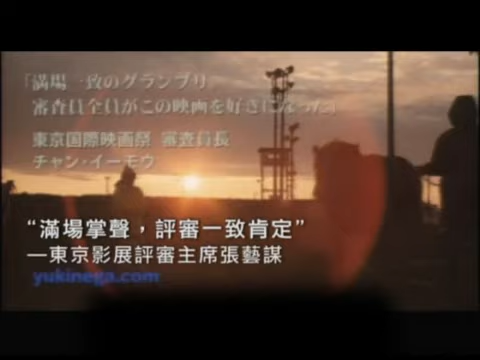 「満場一致のグランプリ
審査員全員がこの映画を好きになった」
東京国際映画祭 審査員長
チャン・イーモウ
“滿場掌聲，評審一致肯定”
—東京影展評審主席張藝謀
yukinega.com